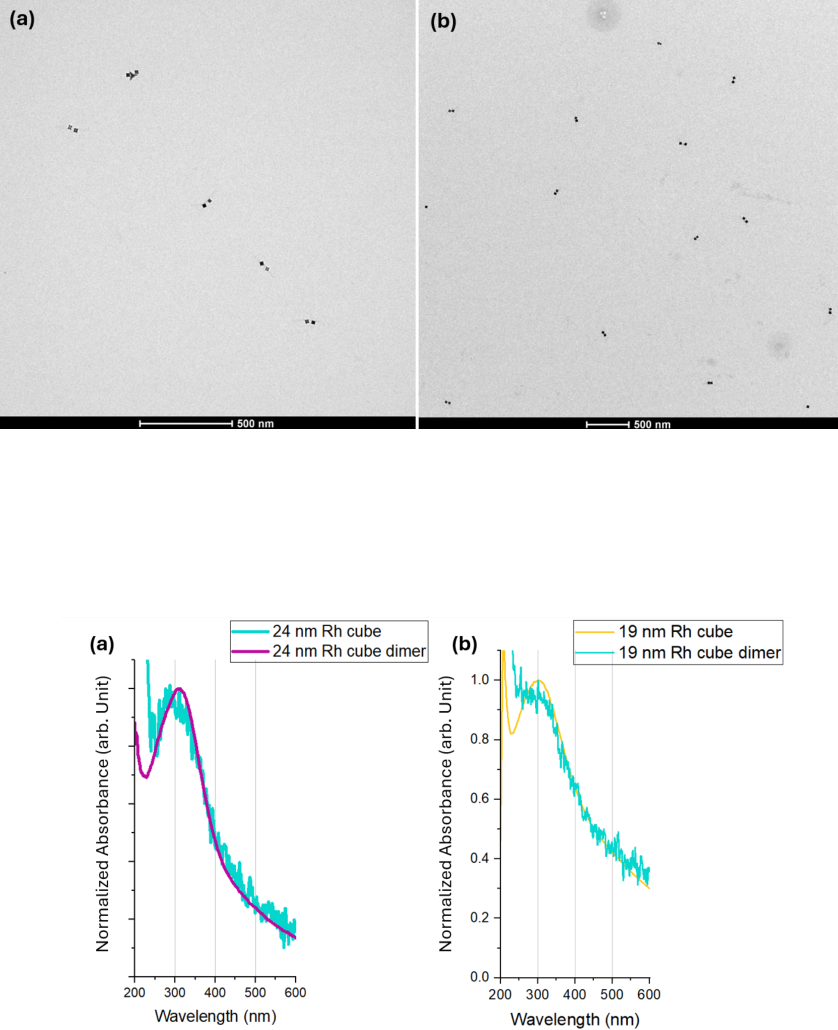 (a)
(b)
500 nm
500 nm
(a)
24 nm Rh cube
24 nm Rh cube dimer
Normalized Absorbance (arb. Unit)
200 300 400 500 600
Wavelength (nm)
(b)
19 nm Rh cube
19 nm Rh cube dimer
Normalized Absorbance (arb. Unit)
1.0
0.8
0.6
0.4
0.2
0.0
200 300 400 500 600
Wavelength (nm)